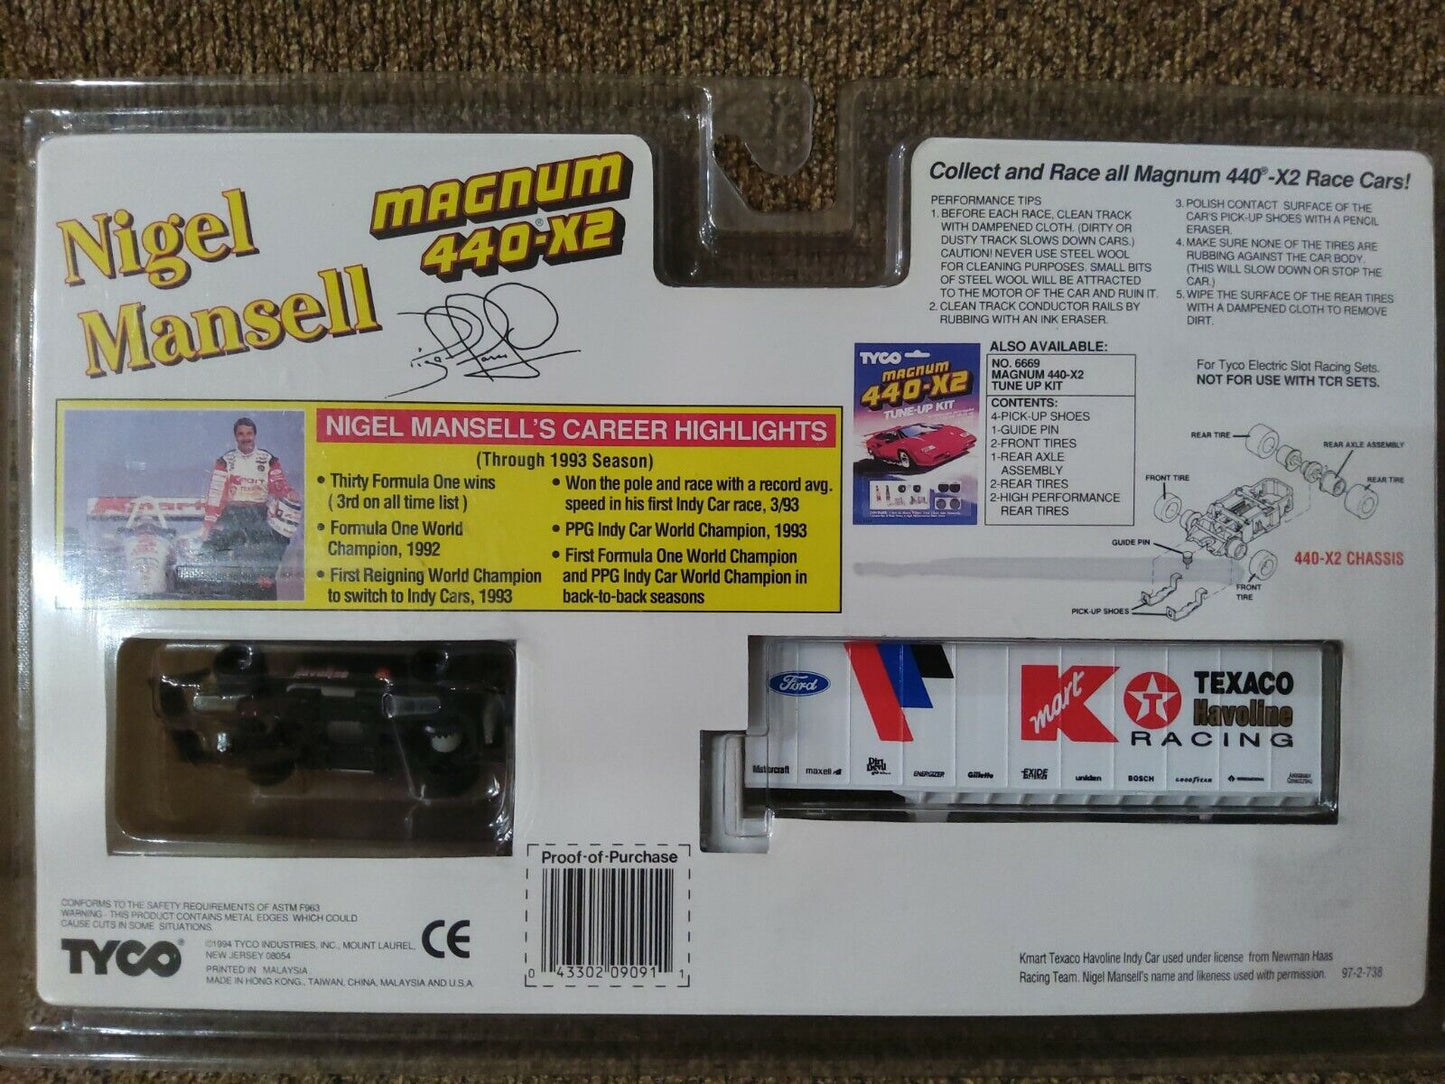 Nigel
Mansell
MAGNUM
440®-X2
NIGEL MANSELL'S CAREER HIGHLIGHTS
(Through 1993 Season)
• Thirty Formula One wins
( 3rd on all time list )
• Formula One World
Champion, 1992
• First Reigning World Champion
to switch to Indy Cars, 1993
• Won the pole and race with a record avg.
speed in his first Indy Car race, 3/93
• PPG Indy Car World Champion, 1993
• First Formula One World Champion
and PPG Indy Car World Champion in
back-to-back seasons
Collect and Race all Magnum 440®-X2 Race Cars!
PERFORMANCE TIPS
1. BEFORE EACH RACE, CLEAN TRACK
WITH DAMPENED CLOTH. (DIRTY OR
DUSTY TRACK SLOWS DOWN CARS.)
CAUTION! NEVER USE STEEL WOOL
FOR CLEANING PURPOSES. SMALL BITS
OF STEEL WOOL WILL BE ATTRACTED
TO THE MOTOR OF THE CAR AND RUIN IT.
2. CLEAN TRACK CONDUCTOR RAILS BY
RUBBING WITH AN INK ERASER.
3. POLISH CONTACT SURFACE OF THE
CAR'S PICK-UP SHOES WITH A PENCIL
ERASER.
4. MAKE SURE NONE OF THE TIRES ARE
RUBBING AGAINST THE CAR BODY.
(THIS WILL SLOW DOWN OR STOP THE
CAR.)
5. WIPE THE SURFACE OF THE REAR TIRES
WITH A DAMPENED CLOTH TO REMOVE
DIRT.
TYCO
MAGNUM
440-X2
TUNE-UP KIT
ALSO AVAILABLE:
NO. 6669
MAGNUM 440-X2
TUNE UP KIT
CONTENTS:
4-PICK-UP SHOES
1-GUIDE PIN
2-FRONT TIRES
1-REAR AXLE
ASSEMBLY
2-REAR TIRES
2-HIGH PERFORMANCE
REAR TIRES
For Tyco Electric Slot Racing Sets.
NOT FOR USE WITH TCR SETS.
REAR TIRE
REAR AXLE ASSEMBLY
FRONT TIRE
REAR TIRE
GUIDE PIN
440-X2 CHASSIS
FRONT
TIRE
PICK-UP SHOES
Ford
K mart
T
TEXACO
Havoline
RACING
Motorcraft maxell Dirt Devil ENERGIZER Gillette EXIDE uniden BOSCH GOODYEAR
Proof-of-Purchase
0 43302 09091 1
CONFORMS TO THE SAFETY REQUIREMENTS OF ASTM F963
WARNING - THIS PRODUCT CONTAINS METAL EDGES WHICH COULD
CAUSE CUTS IN SOME SITUATIONS.
TYCO®
©1994 TYCO INDUSTRIES, INC., MOUNT LAUREL,
NEW JERSEY 08054
PRINTED IN MALAYSIA
MADE IN HONG KONG, TAIWAN, CHINA, MALAYSIA AND U.S.A.
CE
Kmart Texaco Havoline Indy Car used under license from Newman Haas
Racing Team. Nigel Mansell's name and likeness used with permission. 97-2-738